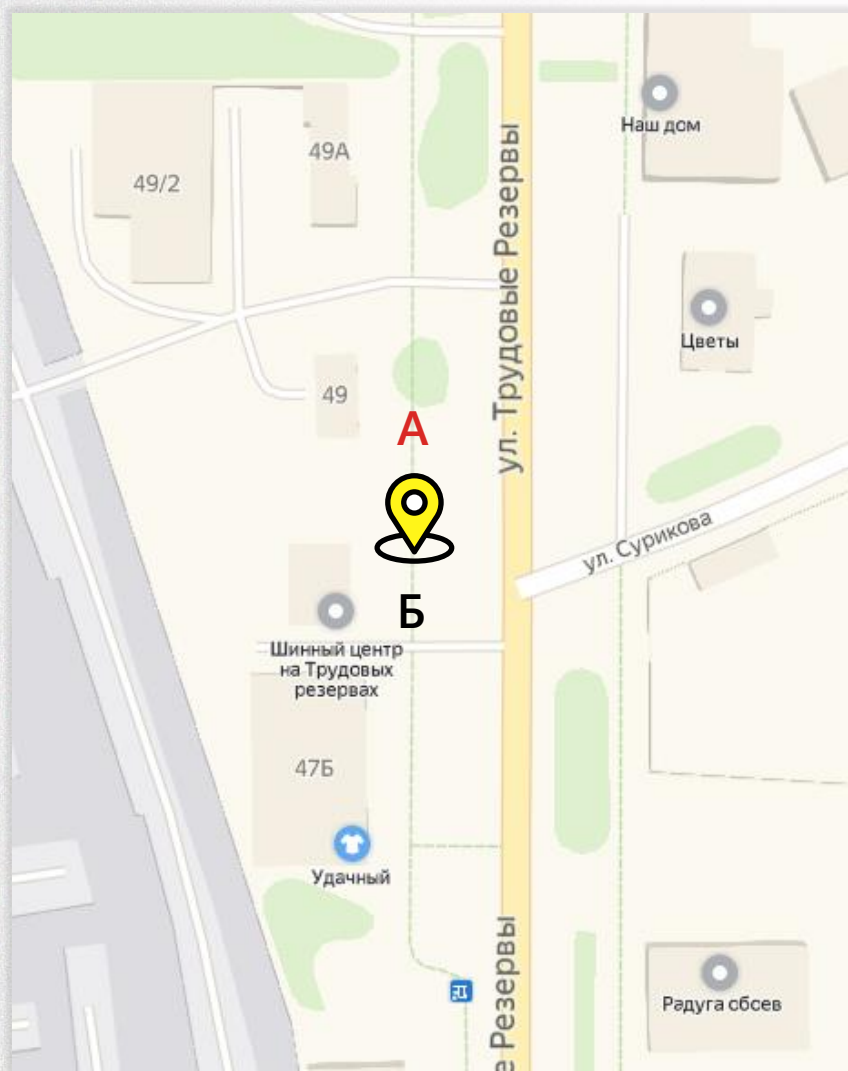 Наш дом
49А
49/2
ул. Трудовые Резервы
Цветы
49
А
ул. Сурикова
Б
Шинный центр
на Трудовых
резервах
47Б
Удачный
е Резервы
Радуга сбсев